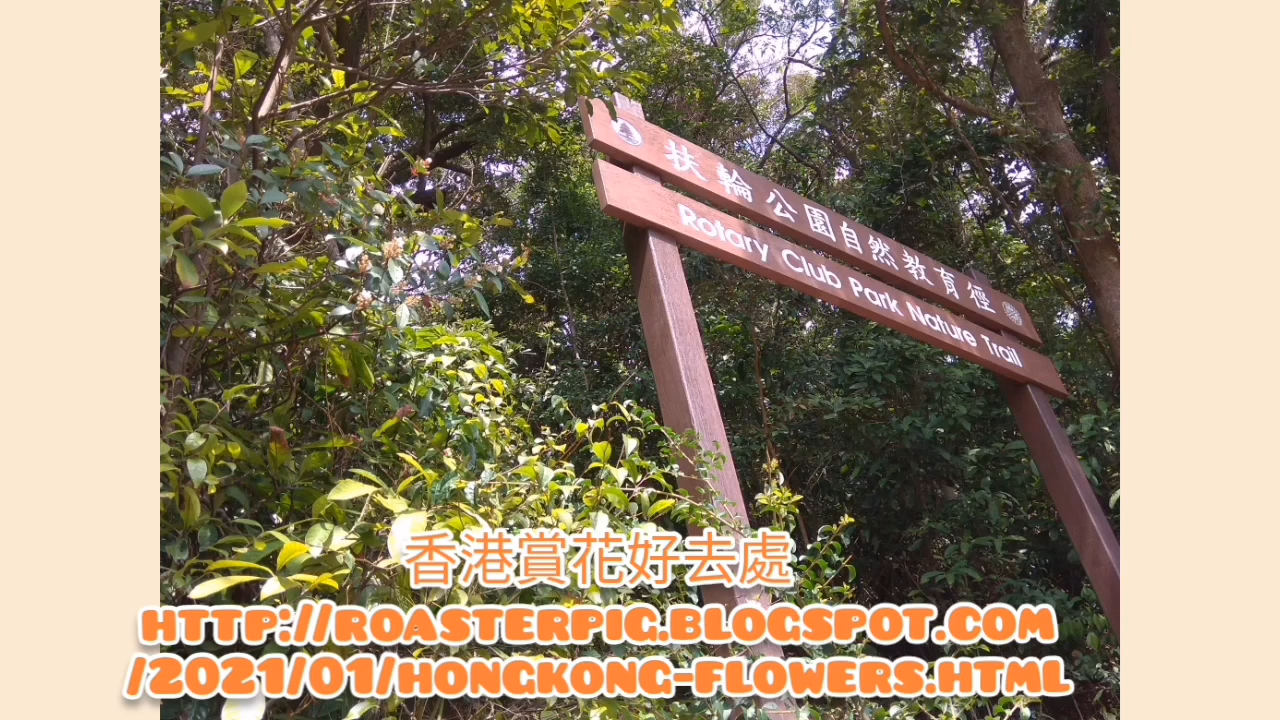 扶輪公園自然教育徑
Rotary Club Park Nature Trail
香港賞花好去處
HTTP://ROASTERPIG.BLOGSPOT.COM
/2021/01/HONGKONG-FLOWERS.HTML